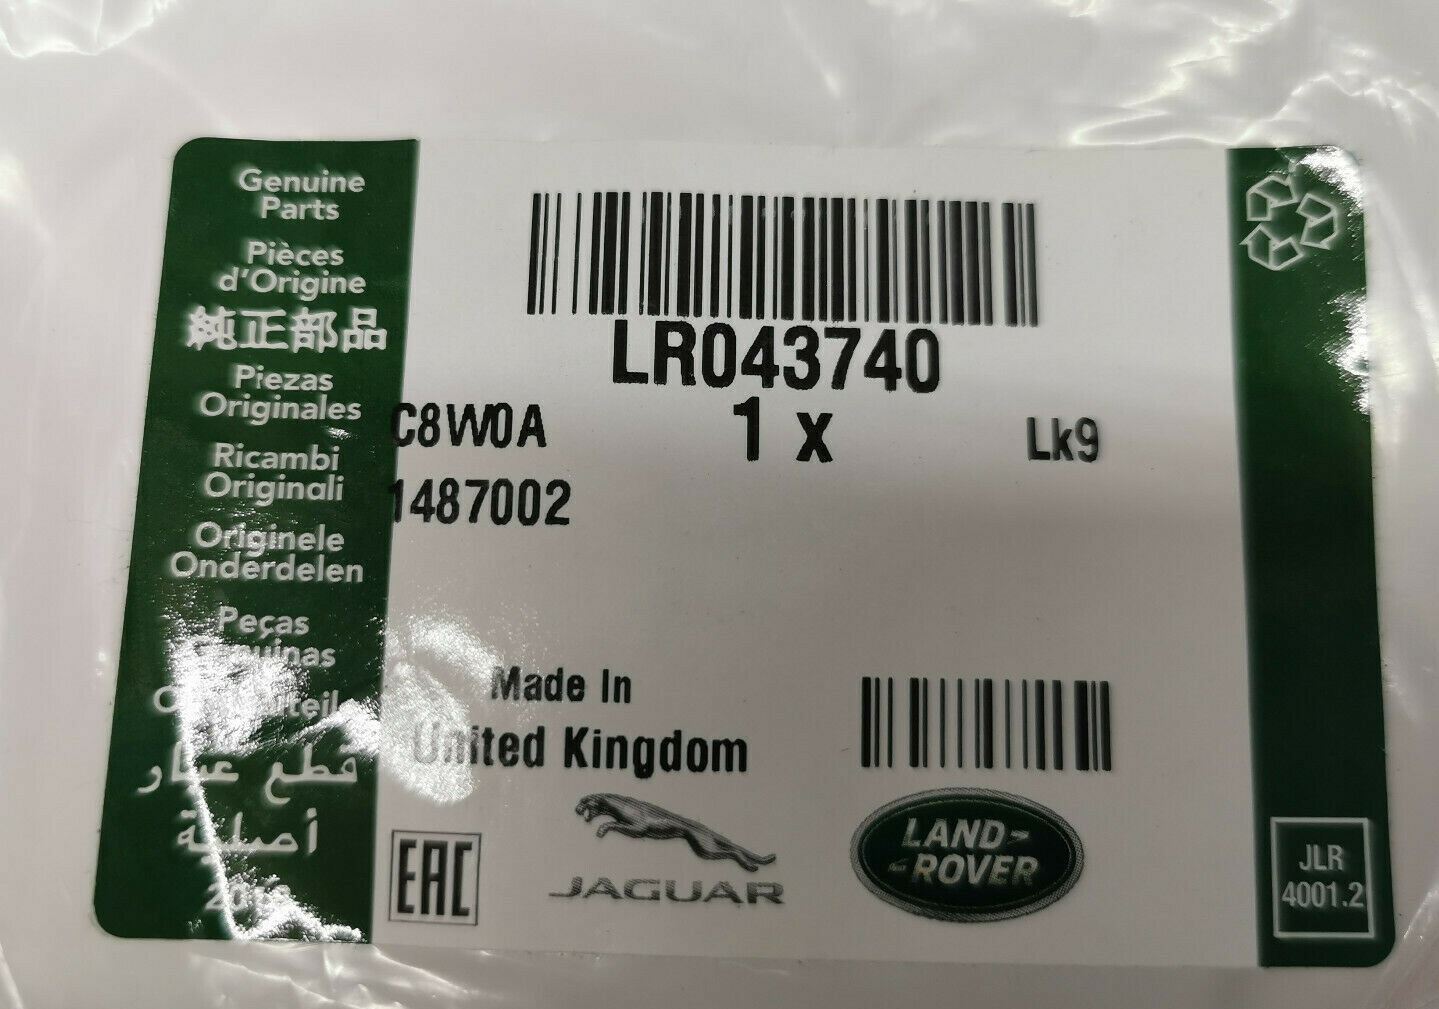 Genuine
Parts
Pièces
d'Origine
純正部品
Piezas
Originales
Ricambi
Originali
Originele
Onderdelen
Peças
قطع غيار
أصلية
LR043740
C8W0A
1 x
Lk9
1487002
Made In
United Kingdom
EAC
JAGUAR
LAND
ROVER
JLR
4001.2